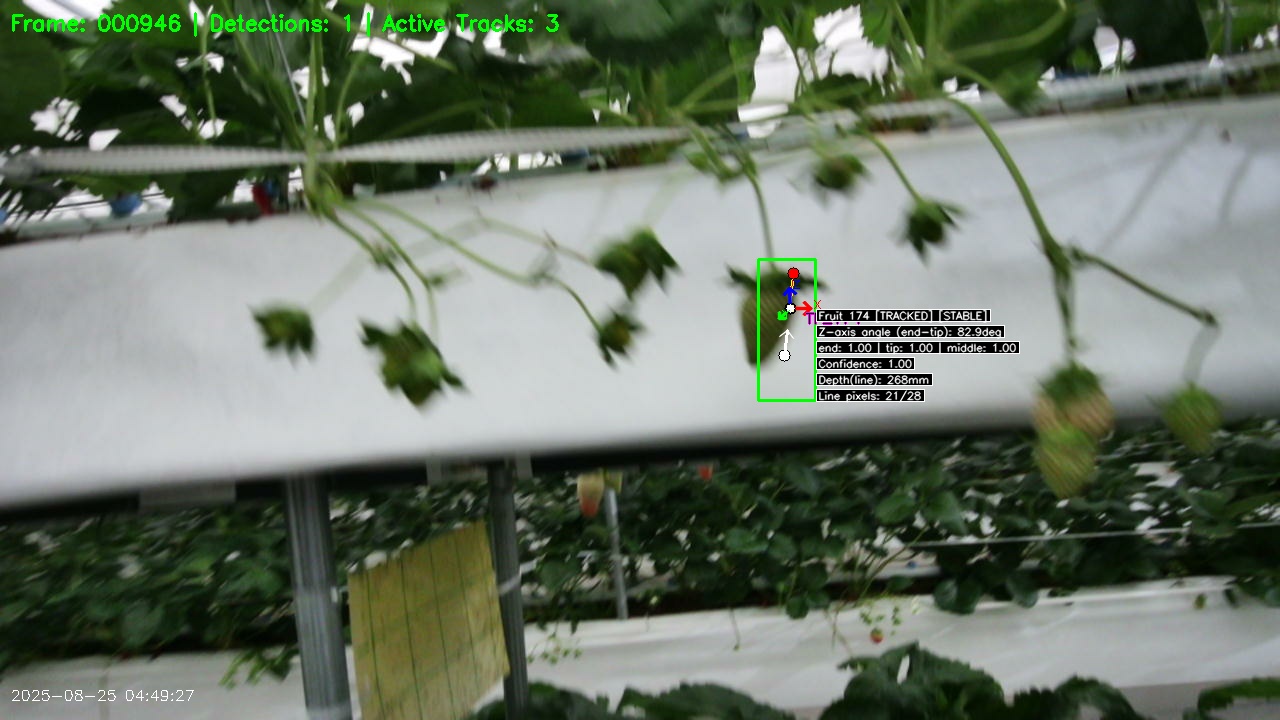 Frame: 000946 | Detections: 1 | Active Tracks: 3
Fruit 174 [TRACKED] [STABLE]
Z-axis angle (end-tip): 82.9deg
end: 1.00 | tip: 1.00 | middle: 1.00
Confidence: 1.00
Depth(line): 268mm
Line pixels: 21/28
2025-08-25 04:49:27